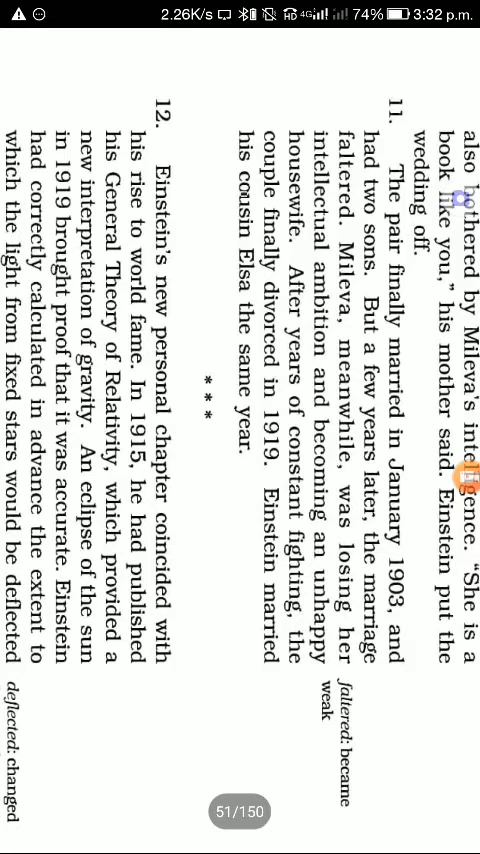 2.26K/s HD 4G 74% 3:32 p.m.
also bothered by Mileva's intelligence. “She is a
book like you,” his mother said. Einstein put the
wedding off.
11. The pair finally married in January 1903, and
had two sons. But a few years later, the marriage
faltered. Mileva, meanwhile, was losing her
intellectual ambition and becoming an unhappy
housewife. After years of constant fighting, the
couple finally divorced in 1919. Einstein married
his cousin Elsa the same year.
faltered: became
weak
* * *
12. Einstein's new personal chapter coincided with
his rise to world fame. In 1915, he had published
his General Theory of Relativity, which provided a
new interpretation of gravity. An eclipse of the sun
in 1919 brought proof that it was accurate. Einstein
had correctly calculated in advance the extent to
which the light from fixed stars would be deflected
deflected: changed
51/150